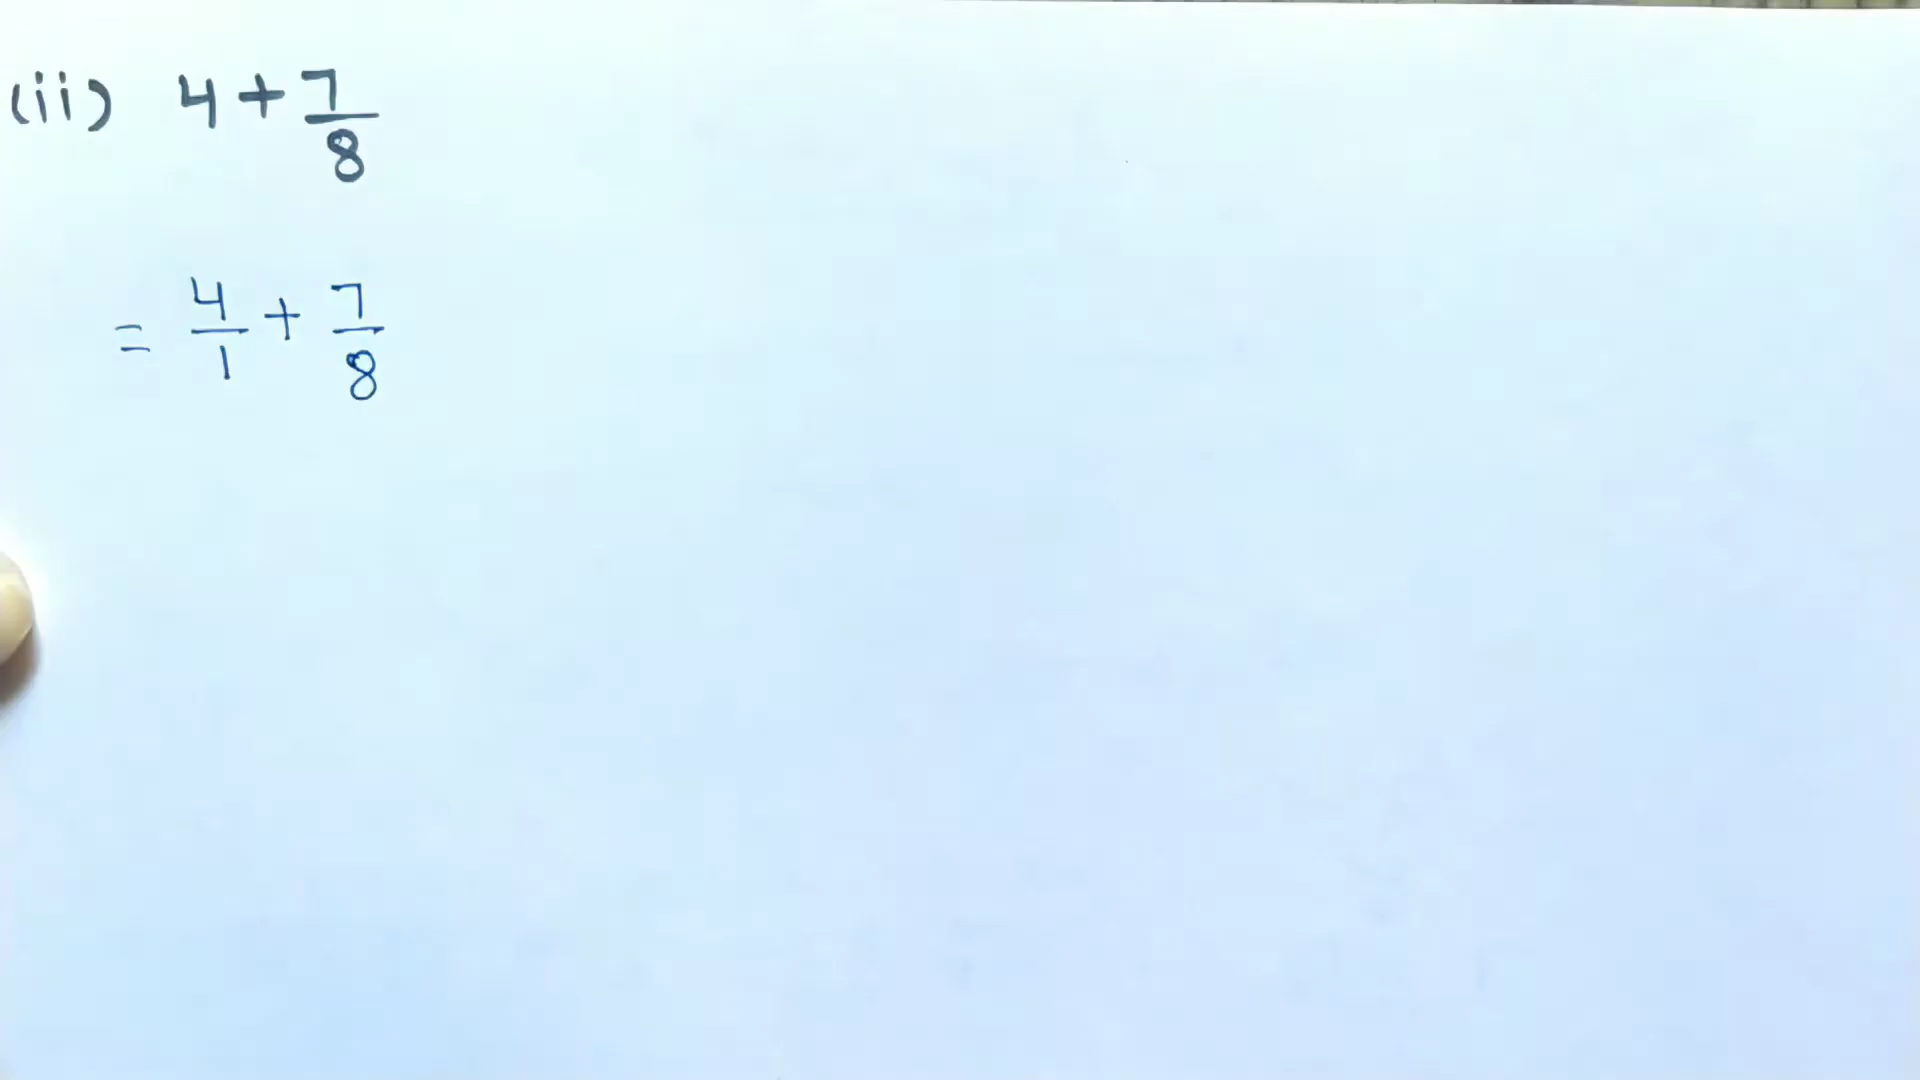 (ii) 4 + 7/8
= 4/1 + 7/8